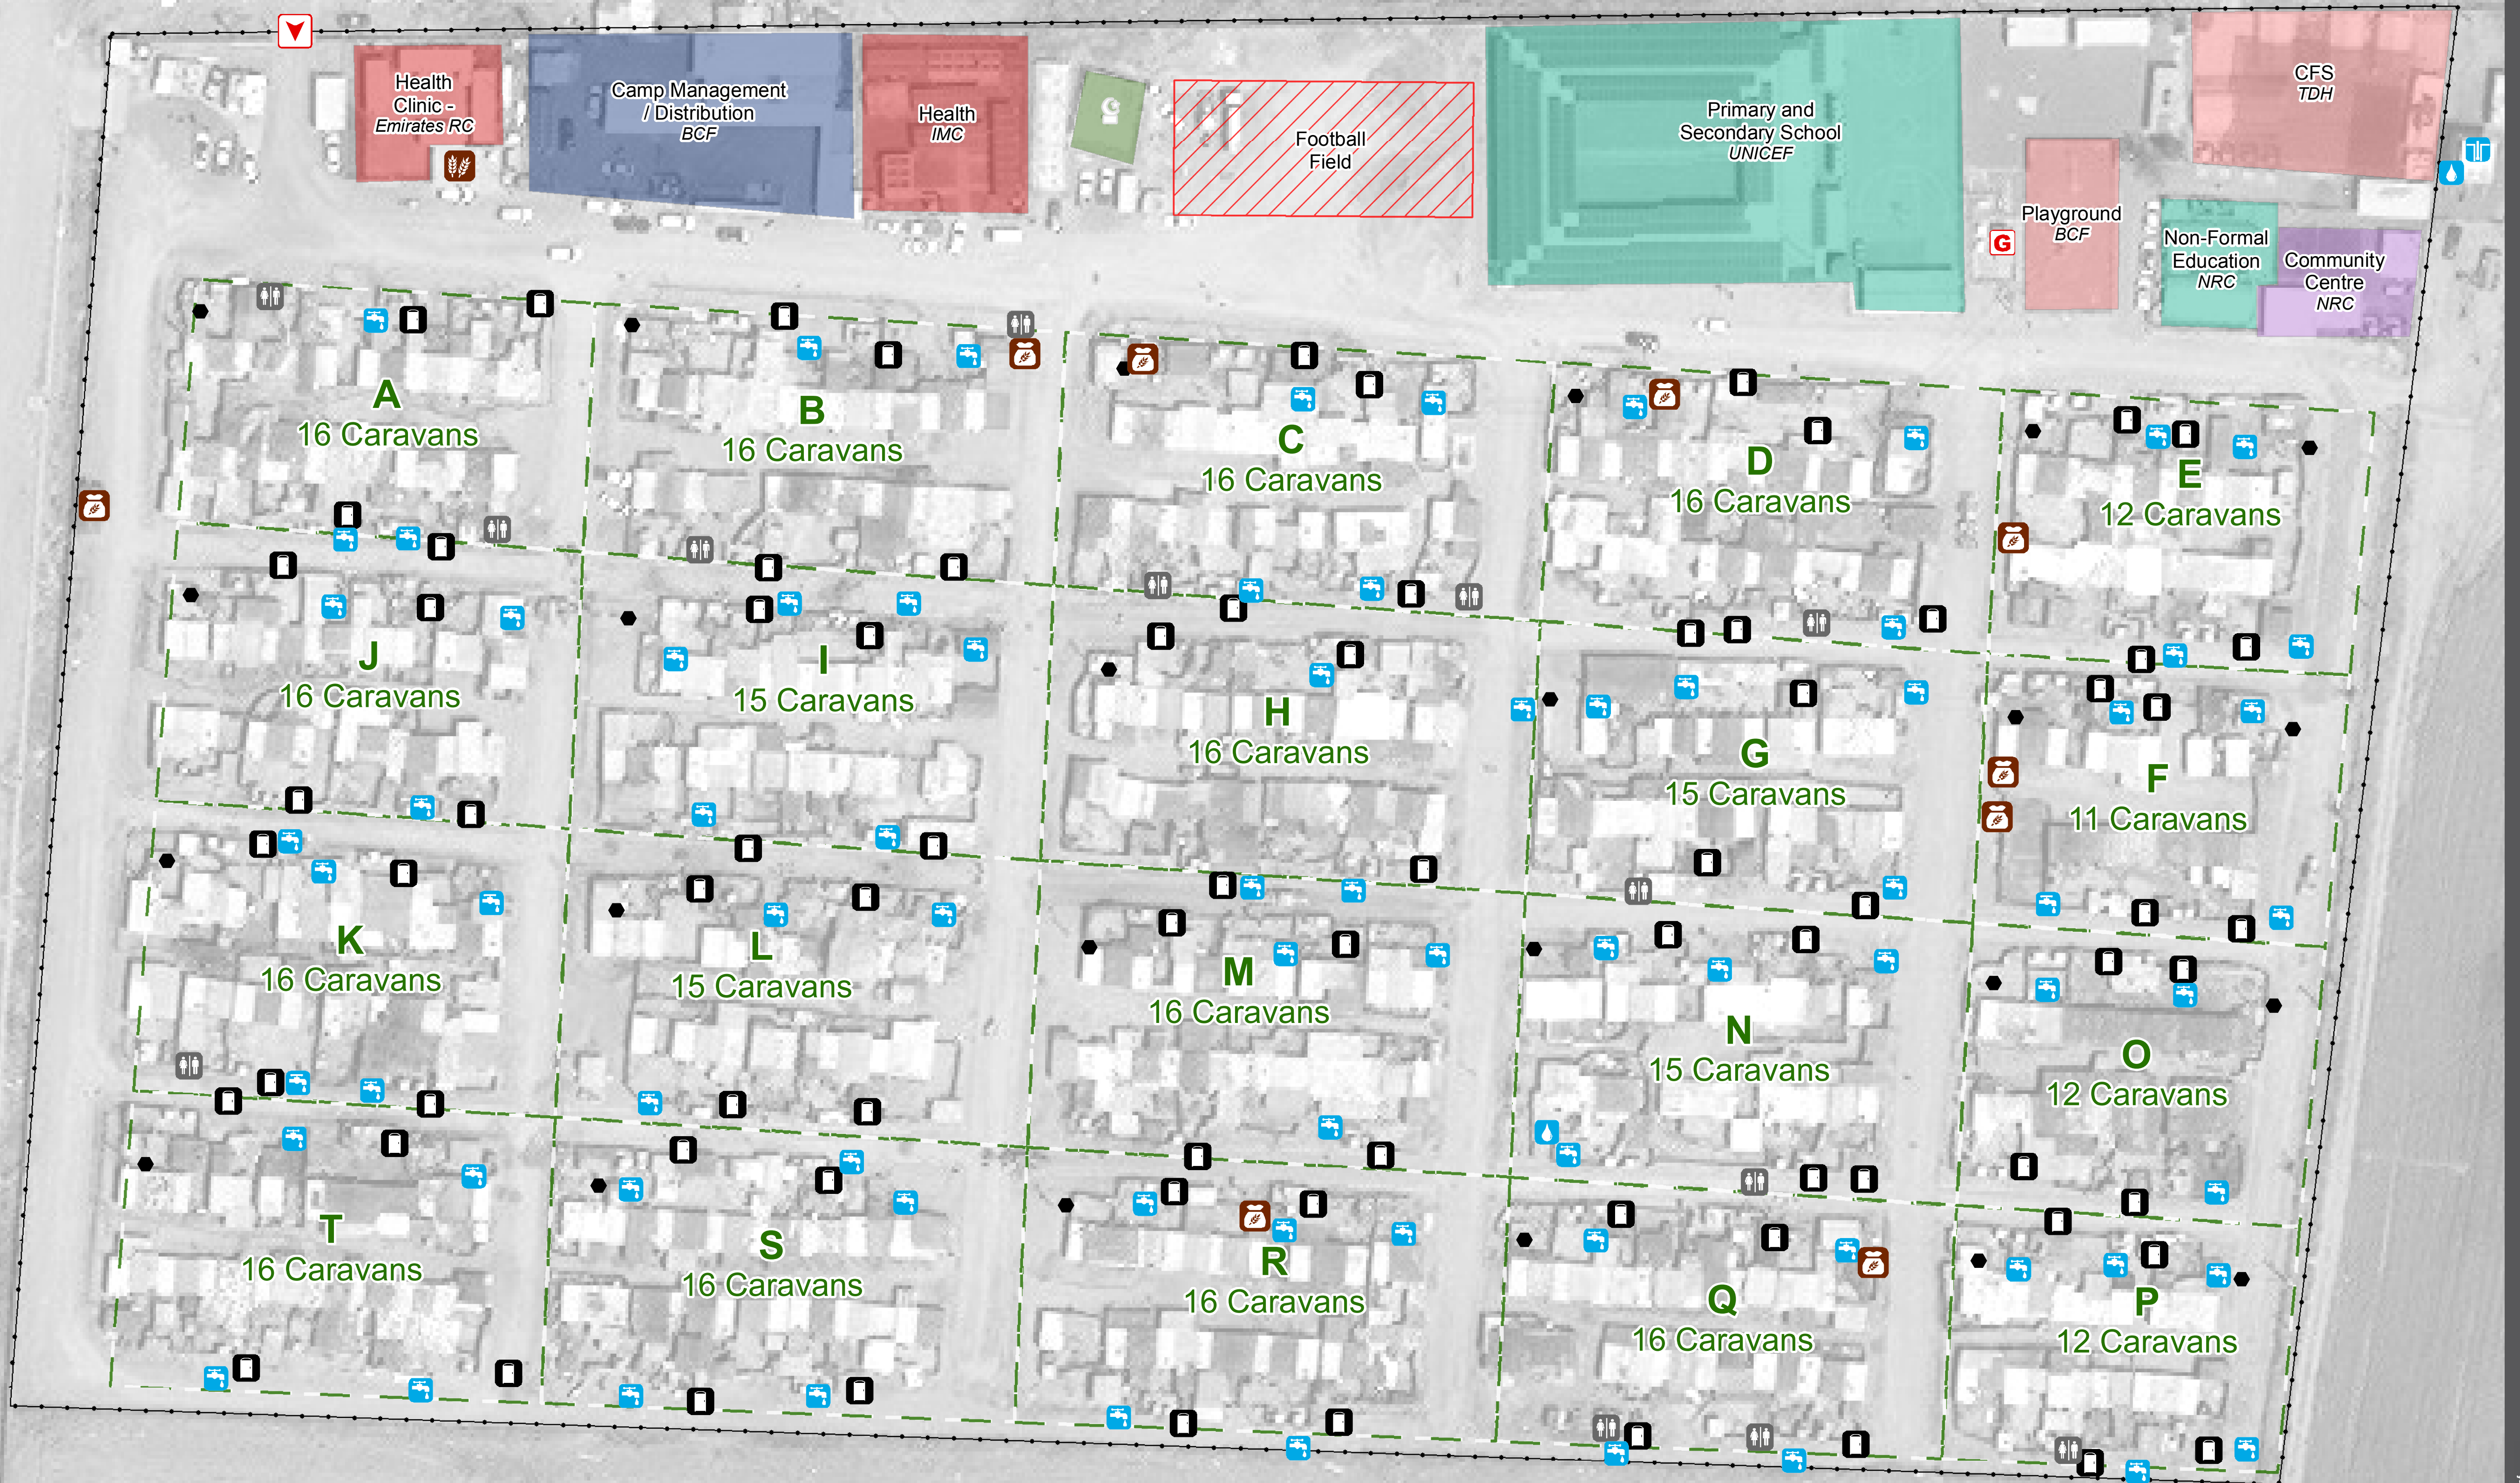 Health
Clinic -
Emirates RC
Camp Management
/ Distribution
BCF
Health
IMC
Football
Field
Primary and
Secondary School
UNICEF
CFS
TDH
Playground
BCF
G
Non-Formal
Education
NRC
Community
Centre
NRC
A
16 Caravans
B
16 Caravans
C
16 Caravans
D
16 Caravans
E
12 Caravans
J
16 Caravans
I
15 Caravans
H
16 Caravans
G
15 Caravans
F
11 Caravans
K
16 Caravans
L
15 Caravans
M
16 Caravans
N
15 Caravans
O
12 Caravans
T
16 Caravans
S
16 Caravans
R
16 Caravans
Q
16 Caravans
P
12 Caravans